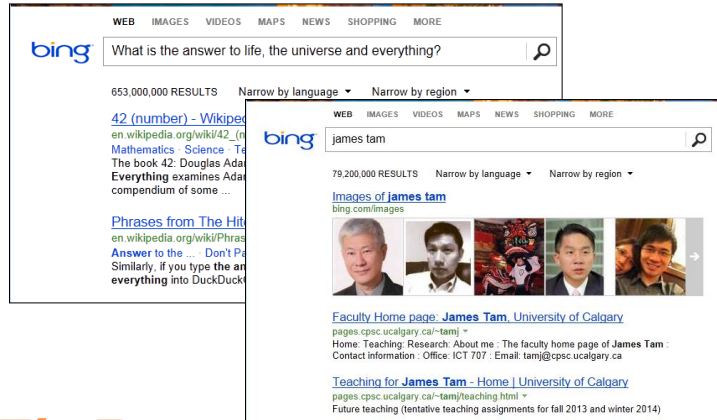 WEB IMAGES VIDEOS MAPS NEWS SHOPPING MORE
bing
What is the answer to life, the universe and everything?
653,000,000 RESULTS Narrow by language Narrow by region
42 (number) - Wikipe
en.wikipedia.org/wiki/42_(n
Mathematics · Science · Te
The book 42: Douglas Ada
Everything examines Ada
compendium of some ...
Phrases from The Hit
en.wikipedia.org/wiki/Phras
Answer to the ... · Don't Pa
Similarly, if you type the an
everything into DuckDuck
WEB IMAGES VIDEOS MAPS NEWS SHOPPING MORE
bing
james tam
79,200,000 RESULTS Narrow by language Narrow by region
Images of james tam
bing.com/images
Faculty Home page: James Tam, University of Calgary
pages.cpsc.ucalgary.ca/~tamj
Home: Teaching: Research: About me : The faculty home page of James Tam :
Contact information : Office: ICT 707 : Email: tamj@cpsc.ucalgary.ca
Teaching for James Tam - Home | University of Calgary
pages.cpsc.ucalgary.ca/~tamj/teaching.html
Future teaching (tentative teaching assignments for fall 2013 and winter 2014)